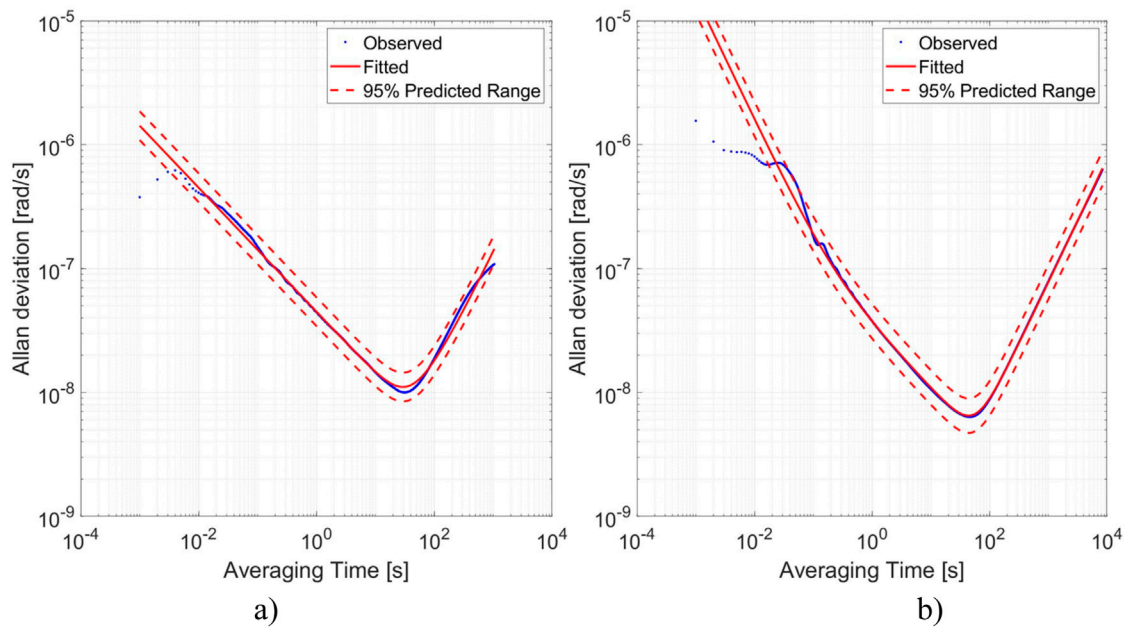 10^-5
10^-6
10^-7
10^-8
10^-9
Allan deviation [rad/s]
Observed
Fitted
95% Predicted Range
10^-4
10^-2
10^0
10^2
10^4
Averaging Time [s]
a)
10^-5
10^-6
10^-7
10^-8
10^-9
Allan deviation [rad/s]
Observed
Fitted
95% Predicted Range
10^-4
10^-2
10^0
10^2
10^4
Averaging Time [s]
b)